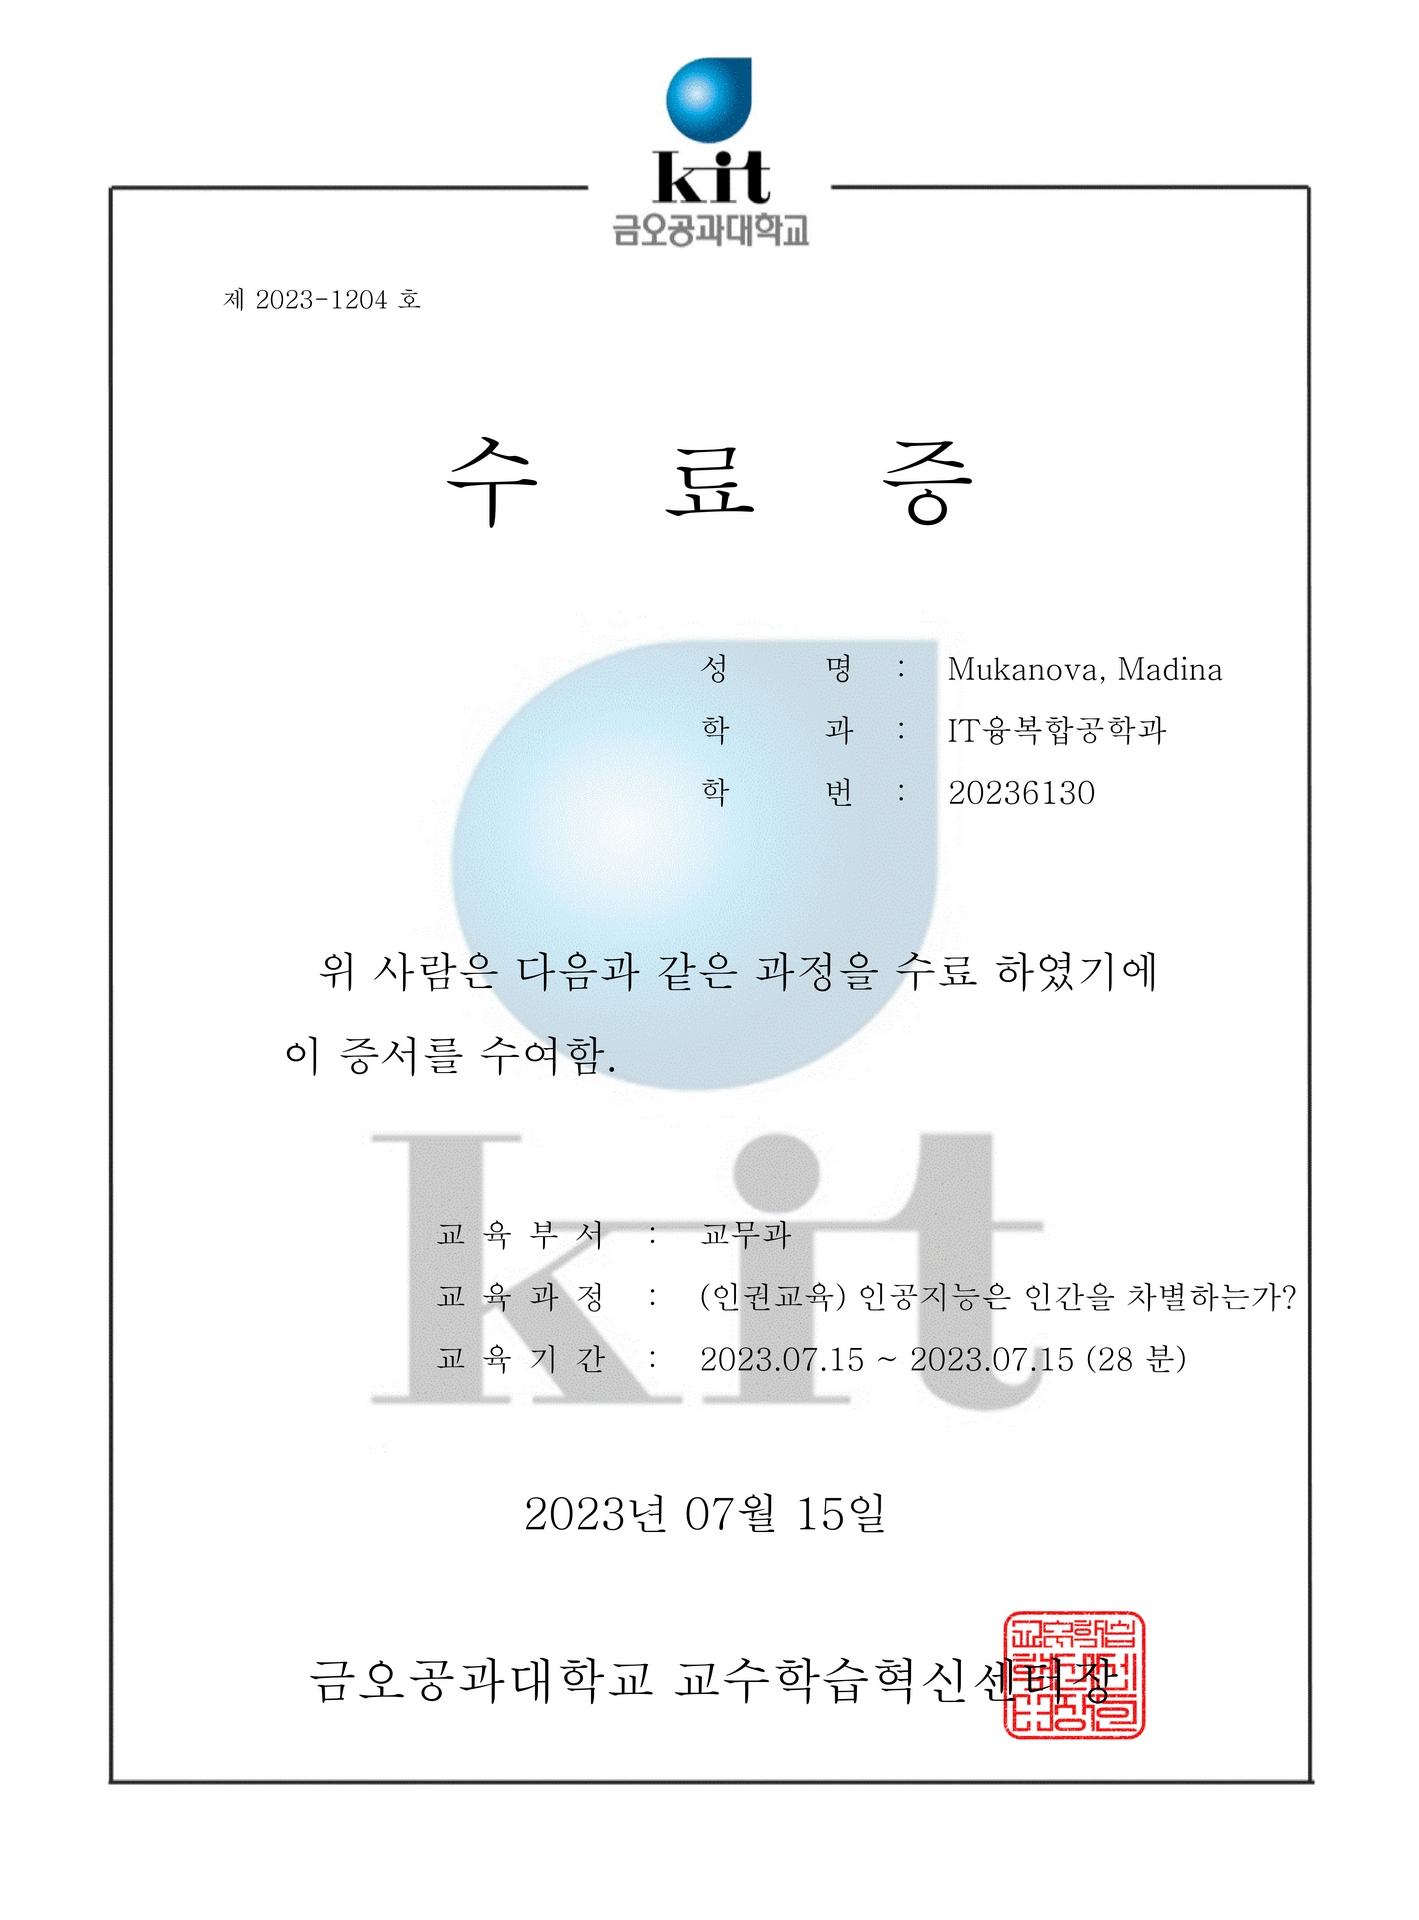 kit
금오공과대학교
제 2023-1204 호
수 료 증
성 명 : Mukanova, Madina
학 과 : IT융복합공학과
학 번 : 20236130
위 사람은 다음과 같은 과정을 수료 하였기에
이 증서를 수여함.
kit
교 육 부 서 : 교무과
교 육 과 정 : (인권교육) 인공지능은 인간을 차별하는가?
교 육 기 간 : 2023.07.15 ~ 2023.07.15 (28 분)
2023년 07월 15일
금오공과대학교 교수학습혁신센터장